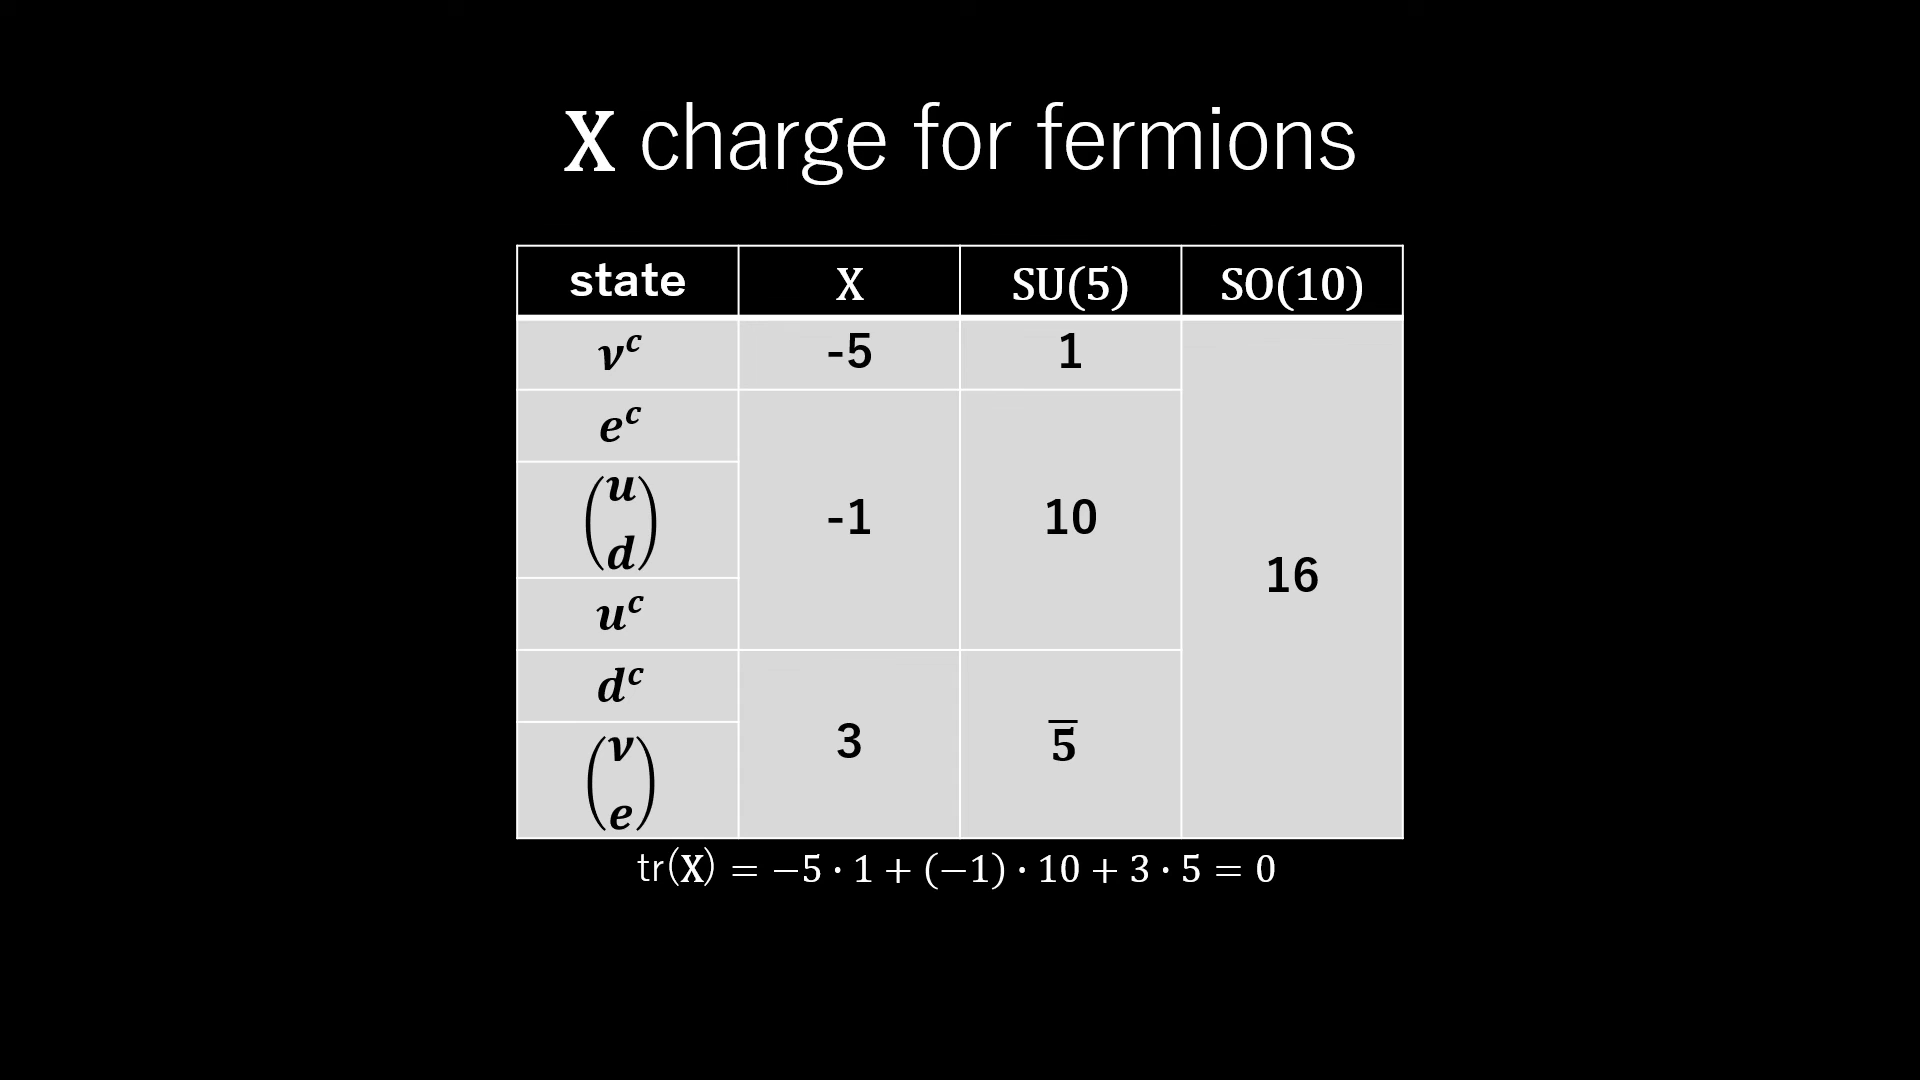 X charge for fermions
state X SU(5) SO(10)
νᶜ -5 1
eᶜ
(u
d)
-1 10
uᶜ
16
dᶜ
(ν
e)
3 5̅
tr(X) = −5 · 1 + (−1) · 10 + 3 · 5 = 0